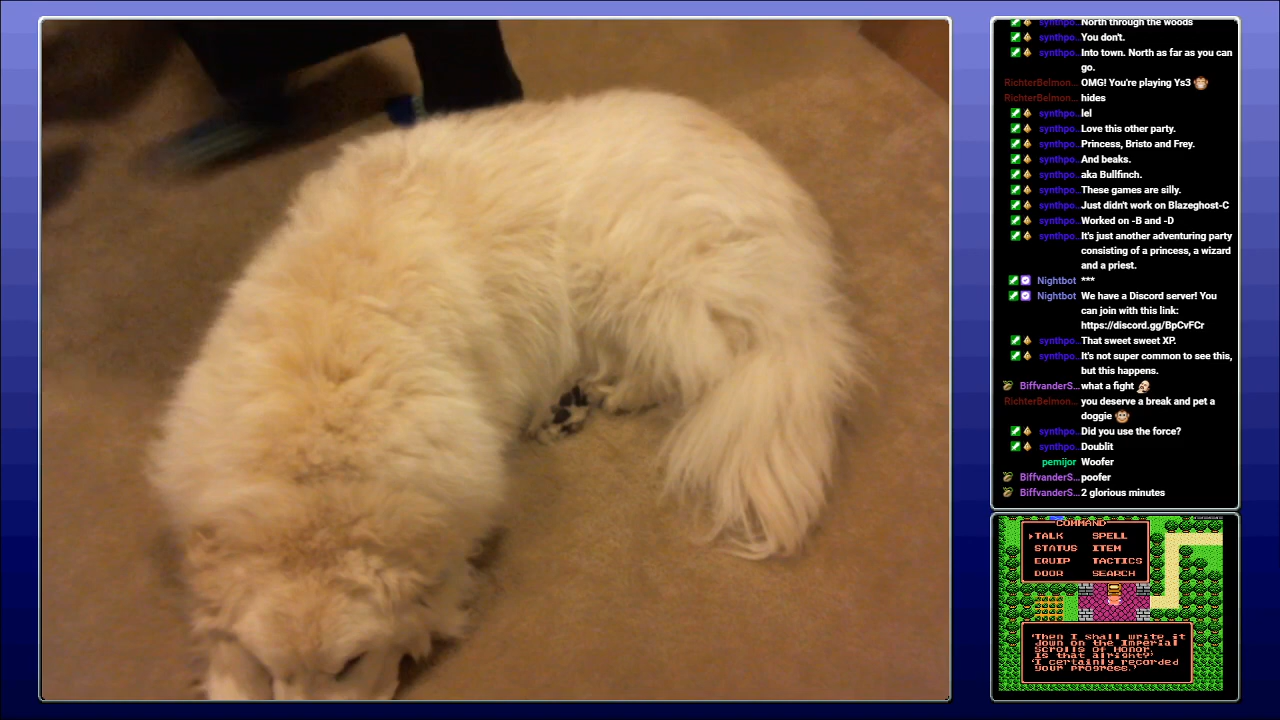 North through the woods
synthpo... You don't.
synthpo... Into town. North as far as you can
go.
RichterBelmon... OMG! You're playing Ys3
RichterBelmon... hides
synthpo... lel
synthpo... Love this other party.
synthpo... Princess, Bristo and Frey.
synthpo... And beaks.
synthpo... aka Bullfinch.
synthpo... These games are silly.
synthpo... Just didn't work on Blazeghost-C
synthpo... Worked on -B and -D
synthpo... It's just another adventuring party
consisting of a princess, a wizard
and a priest.
Nightbot ***
Nightbot We have a Discord server! You
can join with this link:
https://discord.gg/BpCvFCr
synthpo... That sweet sweet XP.
synthpo... It's not super common to see this,
but this happens.
BiffvanderS... what a fight
RichterBelmon... you deserve a break and pet a
doggie
synthpo... Did you use the force?
synthpo... Doublit
pemijor Woofer
BiffvanderS... poofer
BiffvanderS... 2 glorious minutes
COMMAND
TALK SPELL
STATUS ITEM
EQUIP TACTICS
DOOR SEARCH
'Then I shall write it
down on the Imperial
Scrolls of Honor.
Is that alright?'
'I certainly recorded
your progress.'